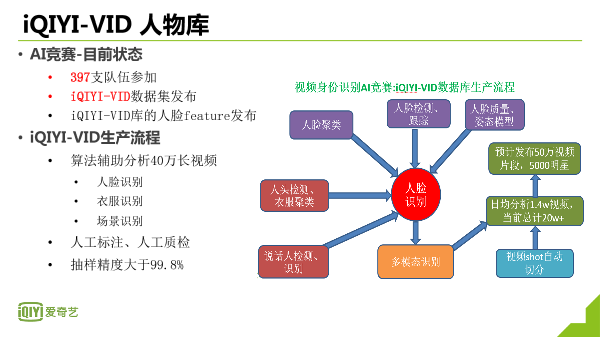 iQIYI-VID 人物库
• AI竞赛-目前状态
• 397支队伍参加
• iQIYI-VID数据集发布
• iQIYI-VID库的人脸feature发布
• iQIYI-VID生产流程
• 算法辅助分析40万长视频
• 人脸识别
• 衣服识别
• 场景识别
• 人工标注、人工质检
• 抽样精度大于99.8%
视频身份识别AI竞赛:iQIYI-VID数据库生产流程
人脸聚类
人脸检测、
跟踪
人脸质量、
姿态模型
人头检测、
衣服聚类
人脸
识别
说话人检测、
识别
多模态识别
预计发布50万视频
片段，5000明星
日均分析1.4w视频，
当前总计20w+
视频shot自动
切分
iQIYI 爱奇艺